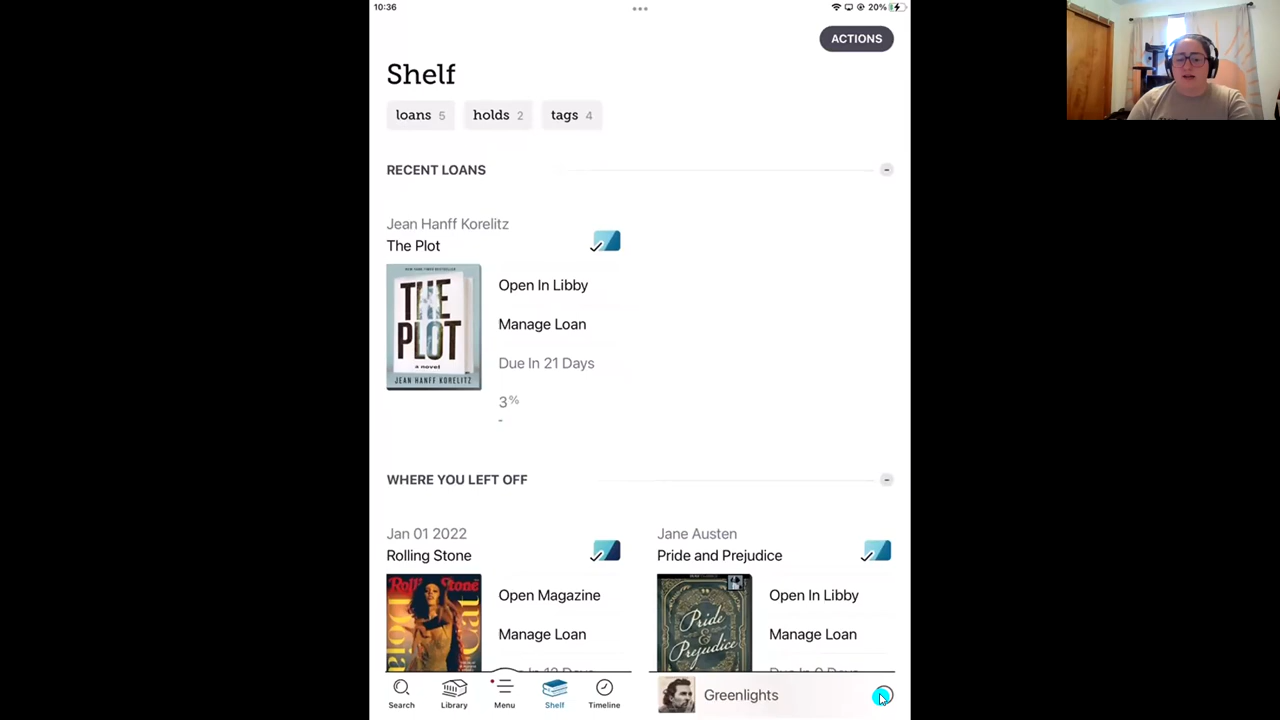 10:36
20%
ACTIONS
Shelf
loans 5
holds 2
tags 4
RECENT LOANS
Jean Hanff Korelitz
The Plot
THE
PLOT
a novel
JEAN HANFF KORELITZ
Open In Libby
Manage Loan
Due In 21 Days
3%
-
WHERE YOU LEFT OFF
Jan 01 2022
Rolling Stone
Open Magazine
Manage Loan
Jane Austen
Pride and Prejudice
Pride
&
Prejudice
Open In Libby
Manage Loan
Search
Library
Menu
Shelf
Timeline
Greenlights